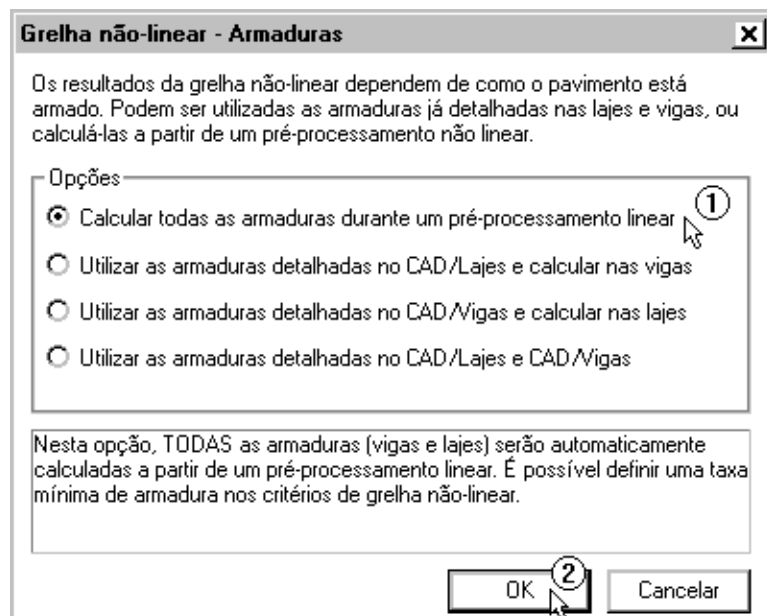 Grelha não-linear - Armaduras
Os resultados da grelha não-linear dependem de como o pavimento está
armado. Podem ser utilizadas as armaduras já detalhadas nas lajes e vigas, ou
calculá-las a partir de um pré-processamento não linear.
Opções
Calcular todas as armaduras durante um pré-processamento linear 1
Utilizar as armaduras detalhadas no CAD/Lajes e calcular nas vigas
Utilizar as armaduras detalhadas no CAD/Vigas e calcular nas lajes
Utilizar as armaduras detalhadas no CAD/Lajes e CAD/Vigas
Nesta opção, TODAS as armaduras (vigas e lajes) serão automaticamente
calculadas a partir de um pré-processamento linear. É possível definir uma taxa
mínima de armadura nos critérios de grelha não-linear.
OK 2 Cancelar